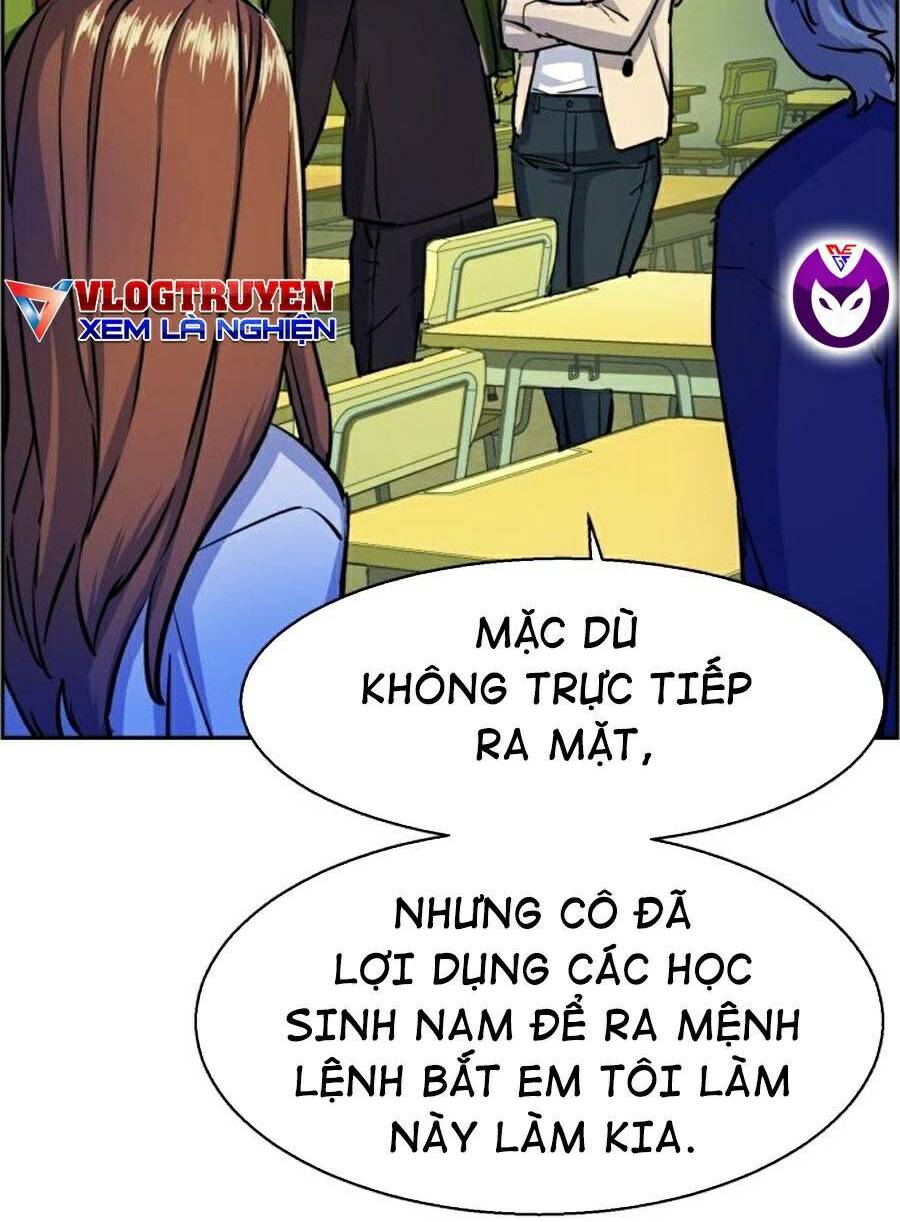 VLOGTRUYEN
XEM LÀ NGHIỆN
MẶC DÙ
KHÔNG TRỰC TIẾP
RA MẶT,
NHƯNG CÔ ĐÃ
LỢI DỤNG CÁC HỌC
SINH NAM ĐỂ RA MỆNH
LỆNH BẮT EM TÔI LÀM
NÀY LÀM KIA.